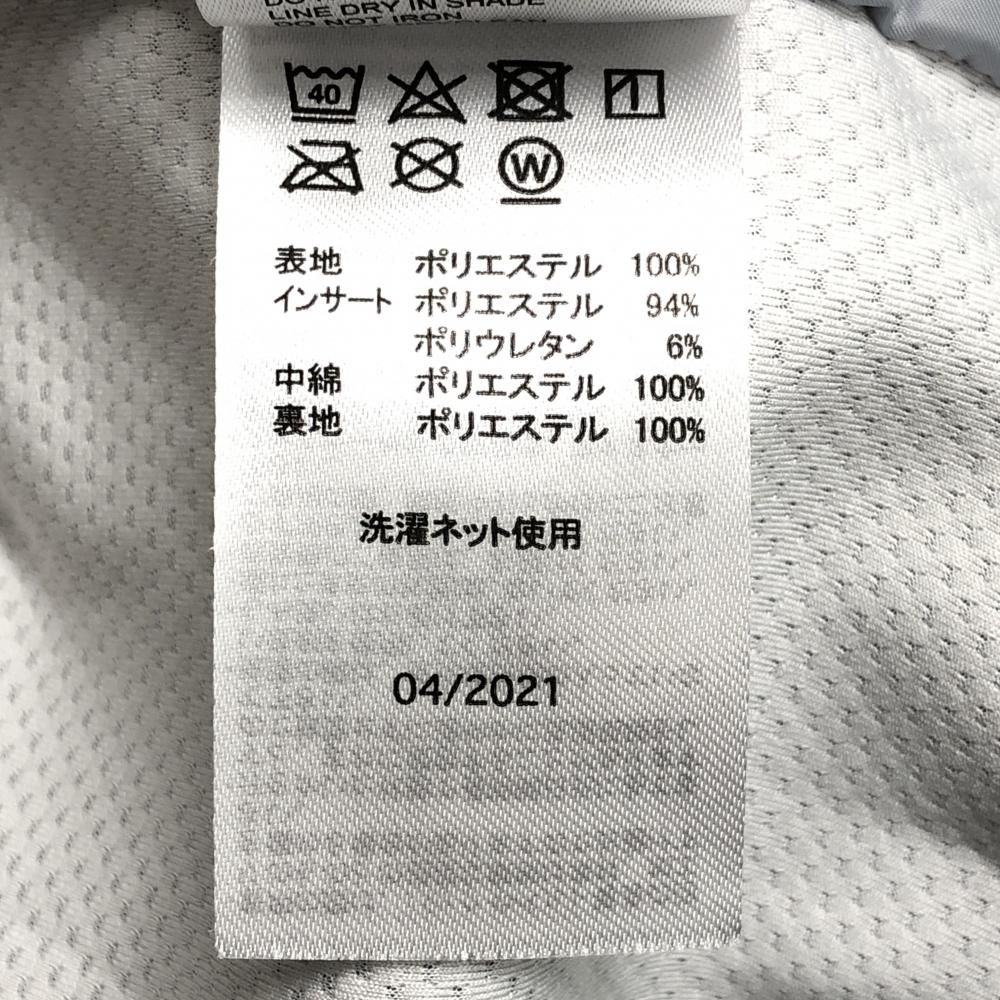 LINE DRY IN SHADE
DO NOT IRON
40
W
表地 ポリエステル 100%
インサート ポリエステル 94%
ポリウレタン 6%
中綿 ポリエステル 100%
裏地 ポリエステル 100%
洗濯ネット使用
04/2021